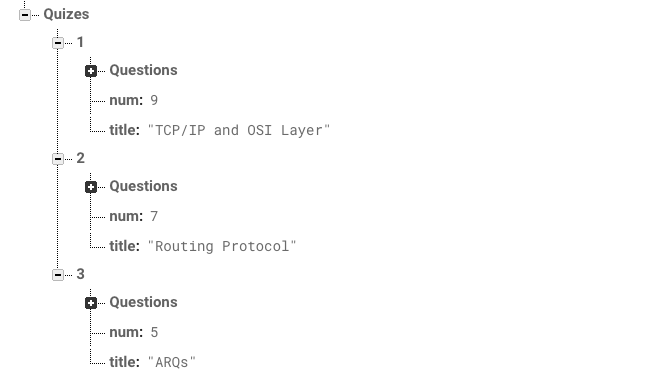 Quizes
1
Questions
num: 9
title: "TCP/IP and OSI Layer"
2
Questions
num: 7
title: "Routing Protocol"
3
Questions
num: 5
title: "ARQs"